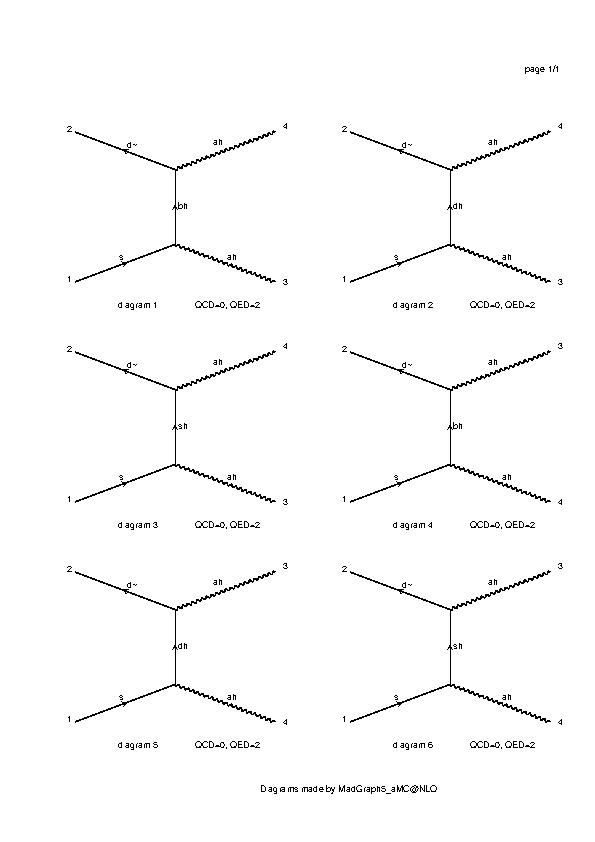 page 1/1
2 d~ ah 4
bh
1 s ah 3
diagram 1 QCD=0, QED=2
2 d~ ah 4
dh
1 s ah 3
diagram 2 QCD=0, QED=2
2 d~ ah 4
sh
1 s ah 3
diagram 3 QCD=0, QED=2
2 d~ ah 3
bh
1 s ah 4
diagram 4 QCD=0, QED=2
2 d~ ah 3
dh
1 s ah 4
diagram 5 QCD=0, QED=2
2 d~ ah 3
sh
1 s ah 4
diagram 6 QCD=0, QED=2
Diagrams made by MadGraph5_aMC@NLO